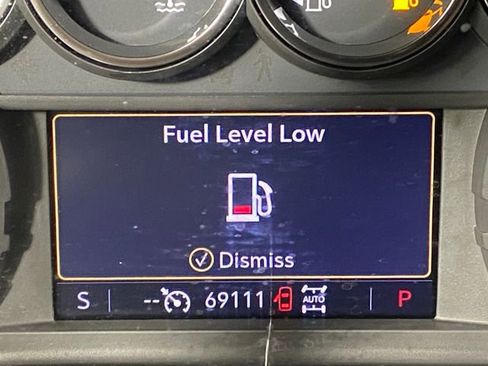 Fuel Level Low
Dismiss
S -- 69111 AUTO P